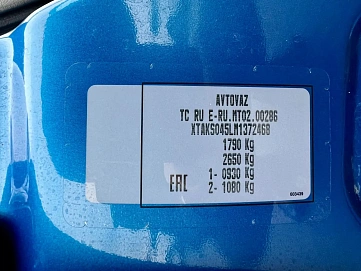 AVTOVAZ
TC RU E-RU.MT02.00286
XTAKS045LM1372468
1790 Kg
2650 Kg
1- 0930 Kg
EAC 2- 1080 Kg